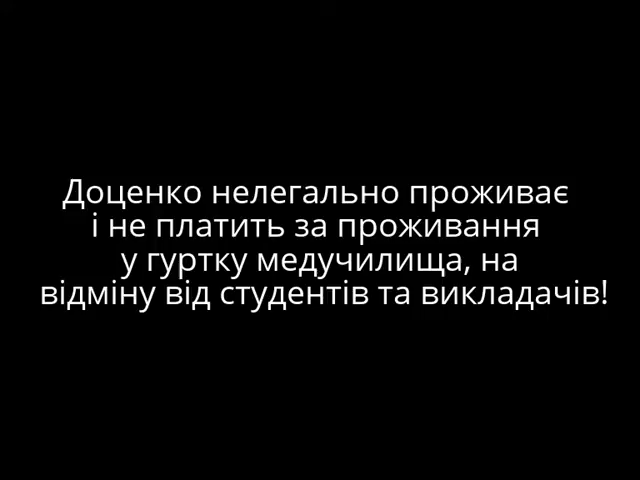 Доценко нелегально проживає
і не платить за проживання
у гуртку медучилища, на
відміну від студентів та викладачів!